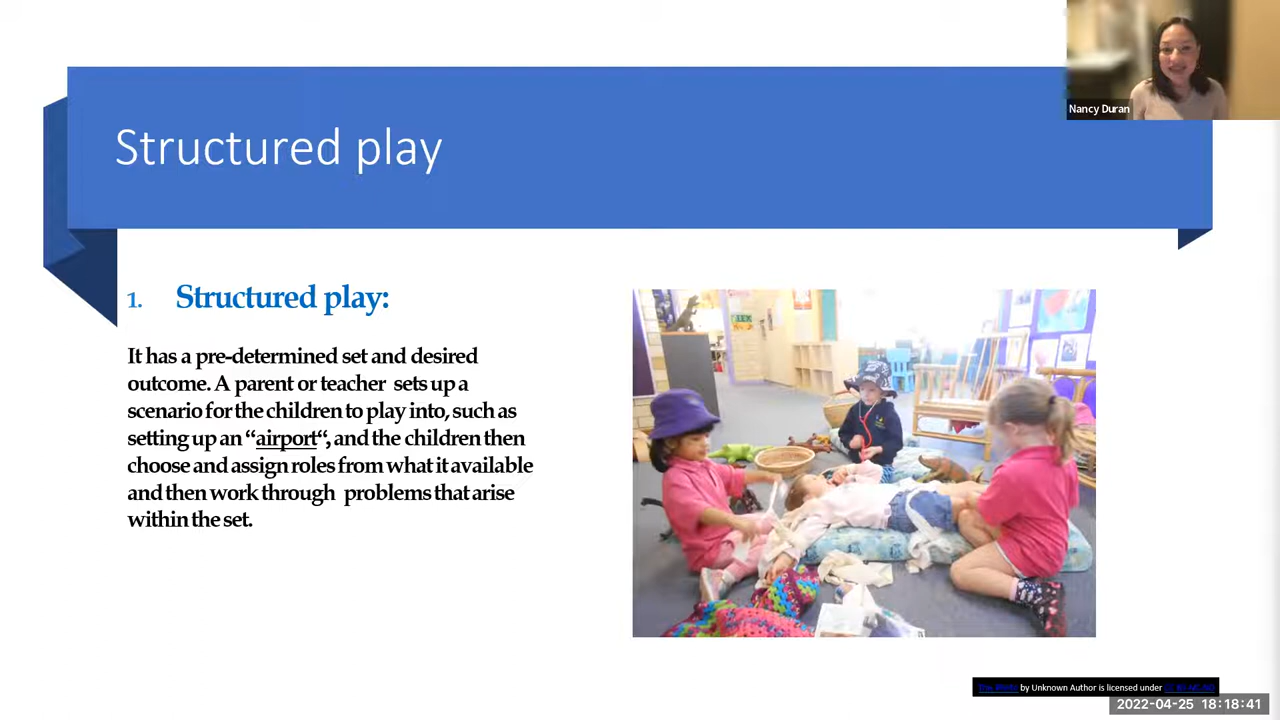 Nancy Duran
Structured play
1. Structured play:
It has a pre-determined set and desired
outcome. A parent or teacher sets up a
scenario for the children to play into, such as
setting up an “airport“, and the children then
choose and assign roles from what it available
and then work through problems that arise
within the set.
by Unknown Author is licensed under
2022-04-25 18:18:41